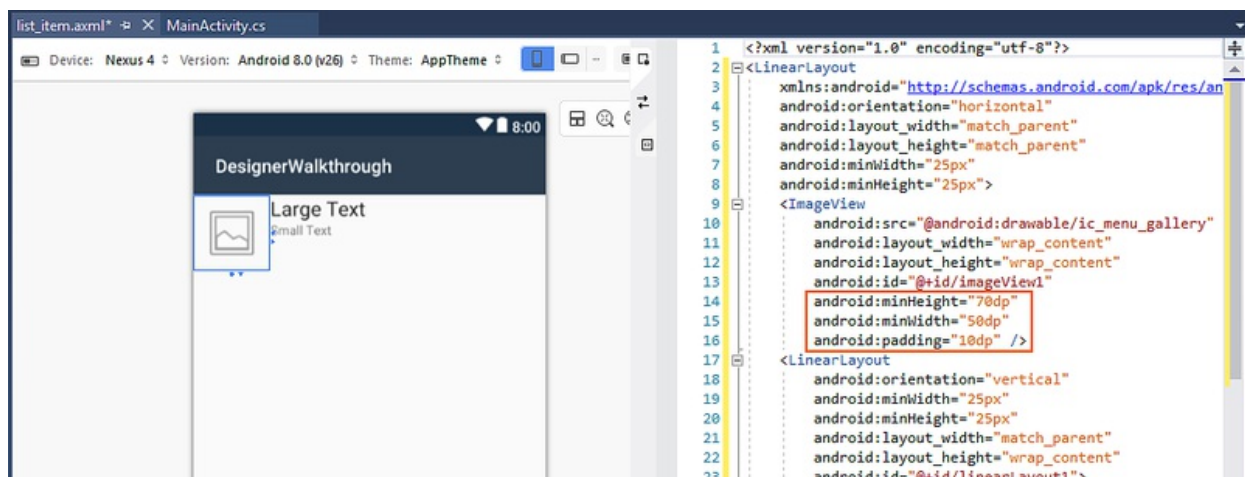 list_item.axml* MainActivity.cs
Device: Nexus 4 Version: Android 8.0 (v26) Theme: AppTheme
8:00
DesignerWalkthrough
Large Text
Small Text
1 <?xml version="1.0" encoding="utf-8"?>
2 <LinearLayout
3 xmlns:android="http://schemas.android.com/apk/res/an
4 android:orientation="horizontal"
5 android:layout_width="match_parent"
6 android:layout_height="match_parent"
7 android:minWidth="25px"
8 android:minHeight="25px">
9 <ImageView
10 android:src="@android:drawable/ic_menu_gallery"
11 android:layout_width="wrap_content"
12 android:layout_height="wrap_content"
13 android:id="@+id/imageView1"
14 android:minHeight="70dp"
15 android:minWidth="50dp"
16 android:padding="10dp" />
17 <LinearLayout
18 android:orientation="vertical"
19 android:minWidth="25px"
20 android:minHeight="25px"
21 android:layout_width="match_parent"
22 android:layout_height="wrap_content"
23 android:id="@+id/linearLayout1">